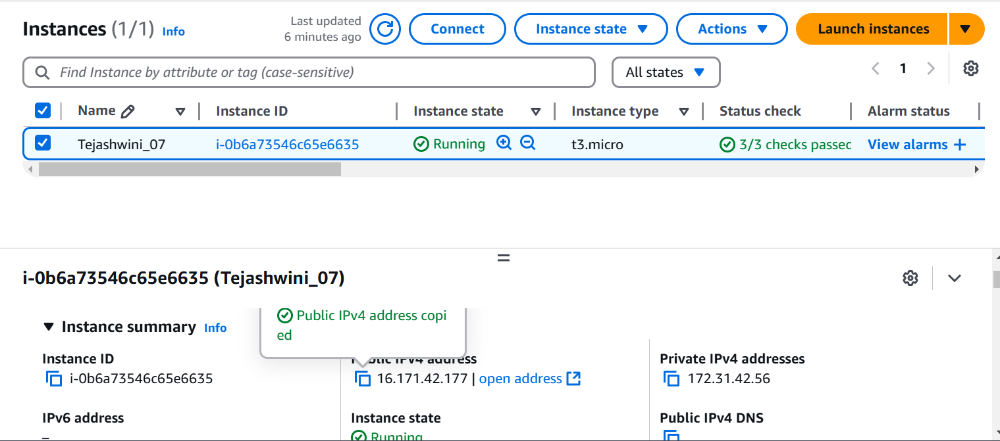 Instances (1/1) Info
Last updated
6 minutes ago
Connect
Instance state
Actions
Launch instances
Find Instance by attribute or tag (case-sensitive)
All states
1
Name Instance ID Instance state Instance type Status check Alarm status
Tejashwini_07 i-0b6a73546c65e6635 Running t3.micro 3/3 checks passed View alarms +
i-0b6a73546c65e6635 (Tejashwini_07)
Instance summary Info
Public IPv4 address copi
ed
Instance ID
i-0b6a73546c65e6635
Public IPv4 address
16.171.42.177 | open address
Private IPv4 addresses
172.31.42.56
IPv6 address
–
Instance state
Running
Public IPv4 DNS